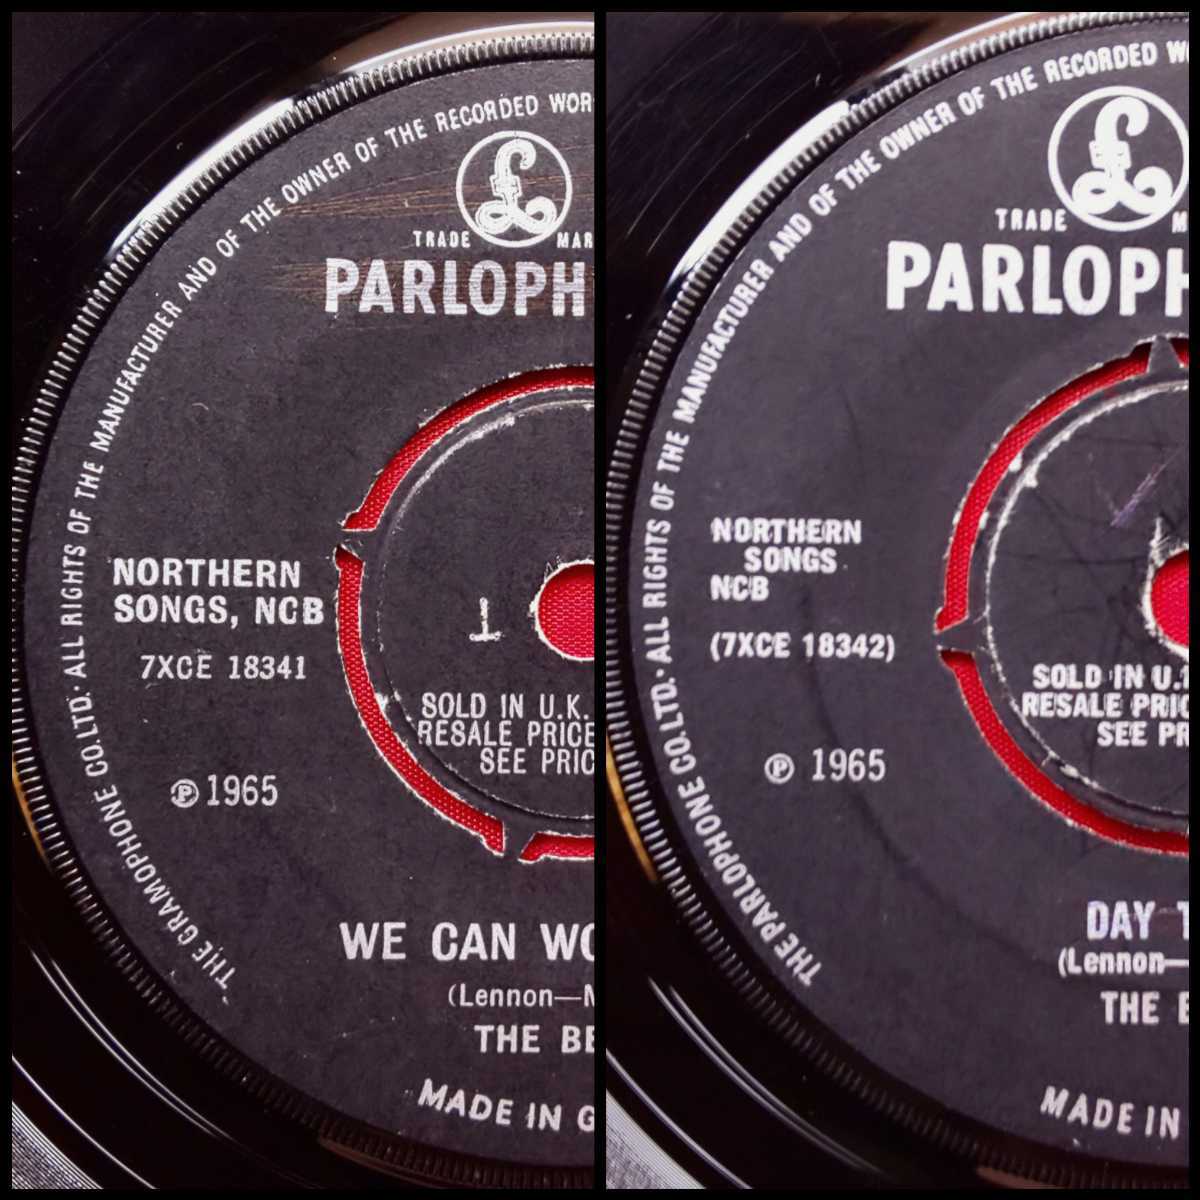 THE GRAMOPHONE CO. LTD. · ALL RIGHTS OF THE MANUFACTURER AND OF THE OWNER OF THE RECORDED WOR
£
TRADE MAR
PARLOPH
NORTHERN
SONGS, NCB
7XCE 18341
1
SOLD IN U.K.
RESALE PRICE
SEE PRIC
℗ 1965
WE CAN WO
(Lennon—M
THE BE
MADE IN G
THE PARLOPHONE CO. LTD. · ALL RIGHTS OF THE MANUFACTURER AND OF THE OWNER OF THE RECORDED W
£
TRADE M
PARLOPH
NORTHERN
SONGS
NCB
(7XCE 18342)
SOLD IN U.
RESALE PRIC
SEE PR
℗ 1965
DAY T
(Lennon—
THE B
MADE IN